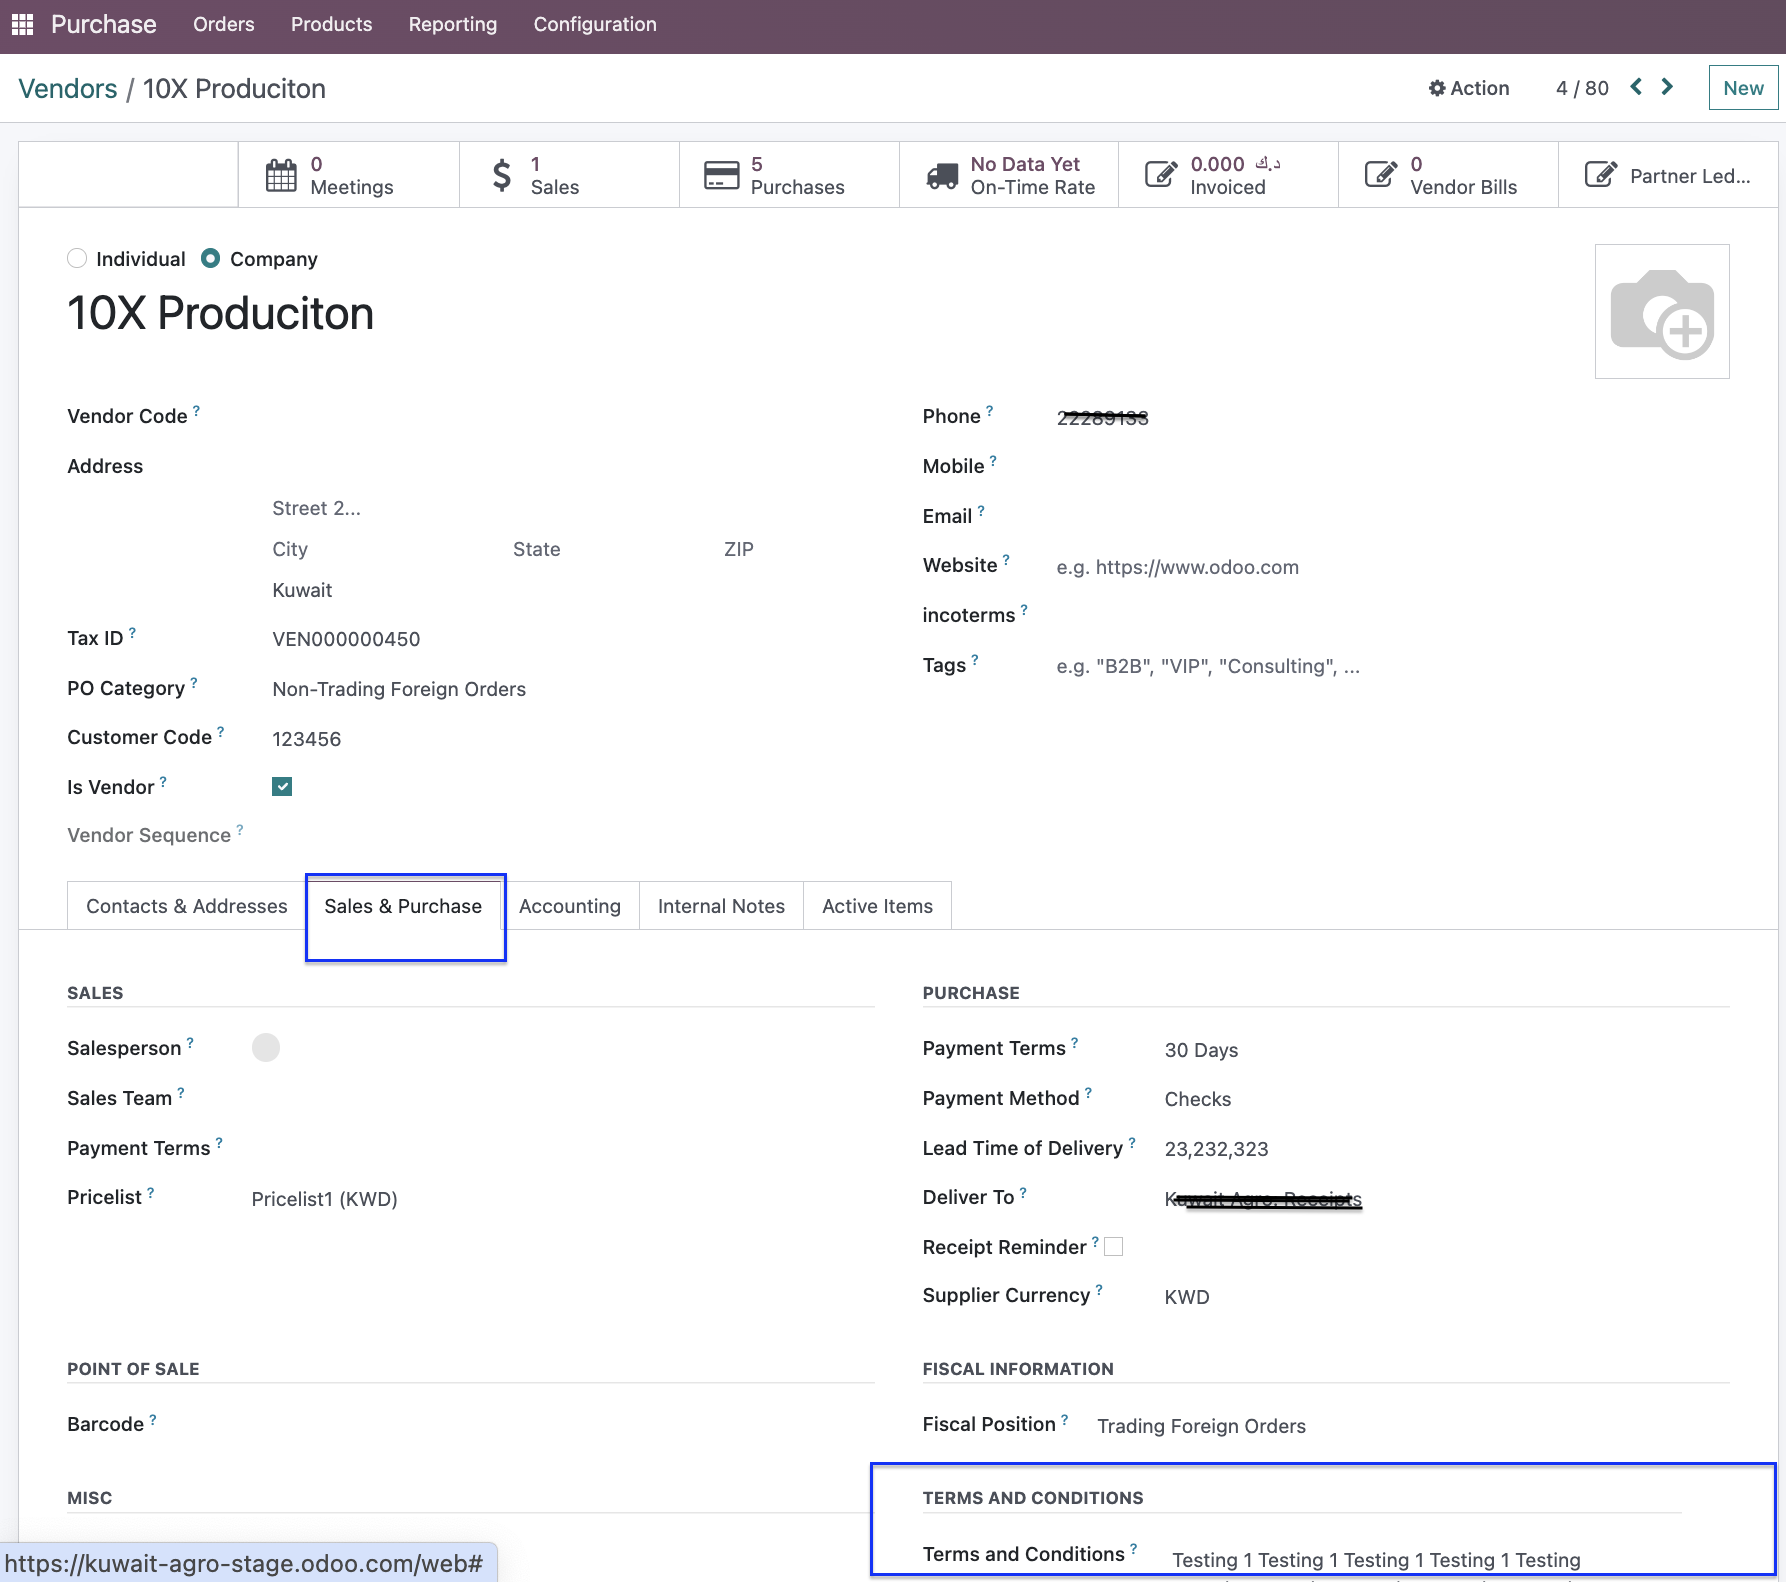 Purchase Orders Products Reporting Configuration
Vendors / 10X Produciton Action 4 / 80 New
0 Meetings
1 Sales
5 Purchases
No Data Yet On-Time Rate
0.000 د.ك Invoiced
0 Vendor Bills
Partner Led...
Individual Company
10X Produciton
Vendor Code ?
Address
Street 2...
City State ZIP
Kuwait
Tax ID ? VEN000000450
PO Category ? Non-Trading Foreign Orders
Customer Code ? 123456
Is Vendor ?
Vendor Sequence ?
Phone ?
Mobile ?
Email ?
Website ? e.g. https://www.odoo.com
incoterms ?
Tags ? e.g. "B2B", "VIP", "Consulting", ...
Contacts & Addresses Sales & Purchase Accounting Internal Notes Active Items
SALES
Salesperson ?
Sales Team ?
Payment Terms ?
Pricelist ? Pricelist1 (KWD)
PURCHASE
Payment Terms ? 30 Days
Payment Method ? Checks
Lead Time of Delivery ? 23,232,323
Deliver To ?
Receipt Reminder ?
Supplier Currency ? KWD
POINT OF SALE
Barcode ?
FISCAL INFORMATION
Fiscal Position ? Trading Foreign Orders
MISC
TERMS AND CONDITIONS
Terms and Conditions ? Testing 1 Testing 1 Testing 1 Testing 1 Testing
https://kuwait-agro-stage.odoo.com/web#